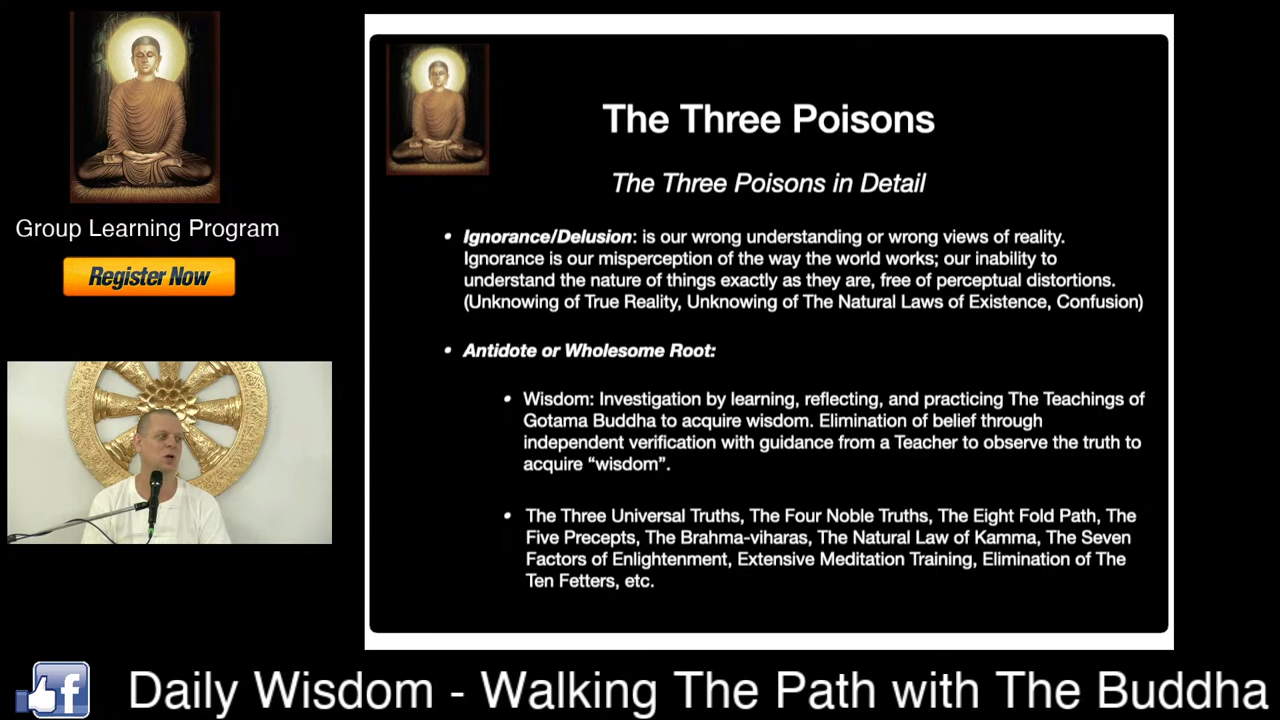 Group Learning Program
Register Now
The Three Poisons
The Three Poisons in Detail
• Ignorance/Delusion: is our wrong understanding or wrong views of reality.
Ignorance is our misperception of the way the world works; our inability to
understand the nature of things exactly as they are, free of perceptual distortions.
(Unknowing of True Reality, Unknowing of The Natural Laws of Existence, Confusion)
• Antidote or Wholesome Root:
• Wisdom: Investigation by learning, reflecting, and practicing The Teachings of
Gotama Buddha to acquire wisdom. Elimination of belief through
independent verification with guidance from a Teacher to observe the truth to
acquire “wisdom”.
• The Three Universal Truths, The Four Noble Truths, The Eight Fold Path, The
Five Precepts, The Brahma-viharas, The Natural Law of Kamma, The Seven
Factors of Enlightenment, Extensive Meditation Training, Elimination of The
Ten Fetters, etc.
f
Daily Wisdom - Walking The Path with The Buddha